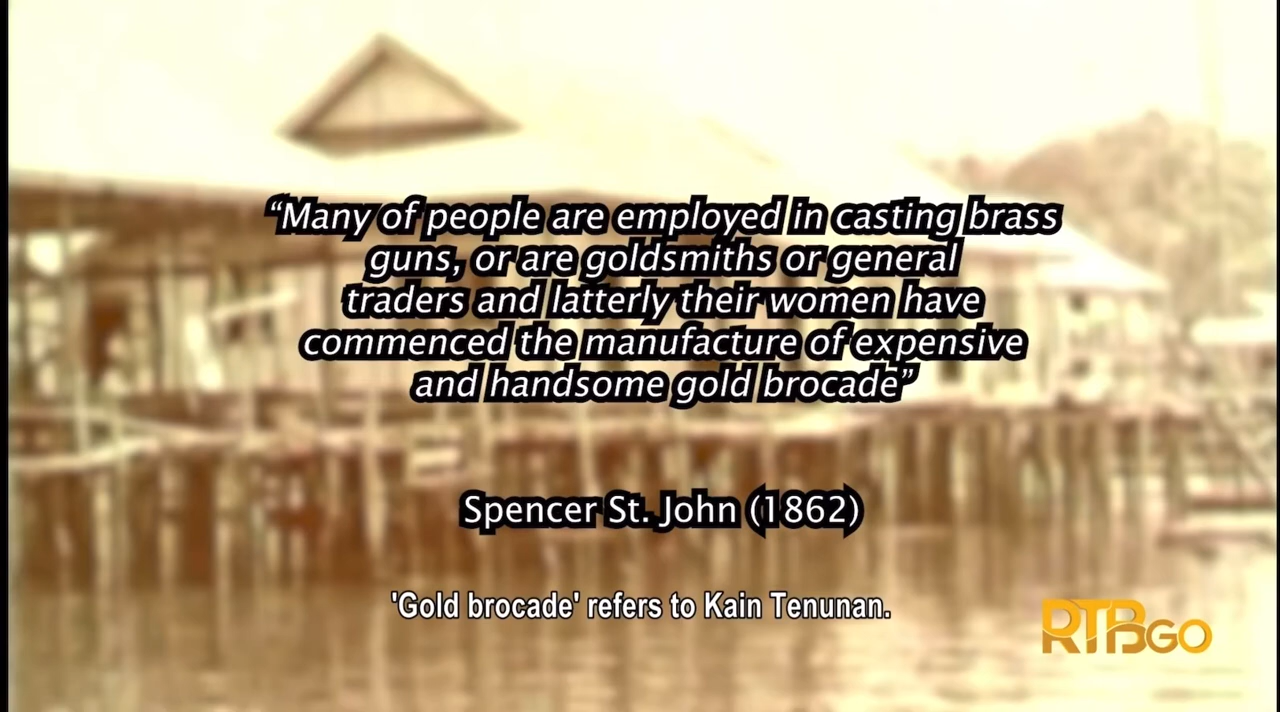 “Many of people are employed in casting brass
guns, or are goldsmiths or general
traders and latterly their women have
commenced the manufacture of expensive
and handsome gold brocade”
Spencer St. John (1862)
'Gold brocade' refers to Kain Tenunan.
RTBGO